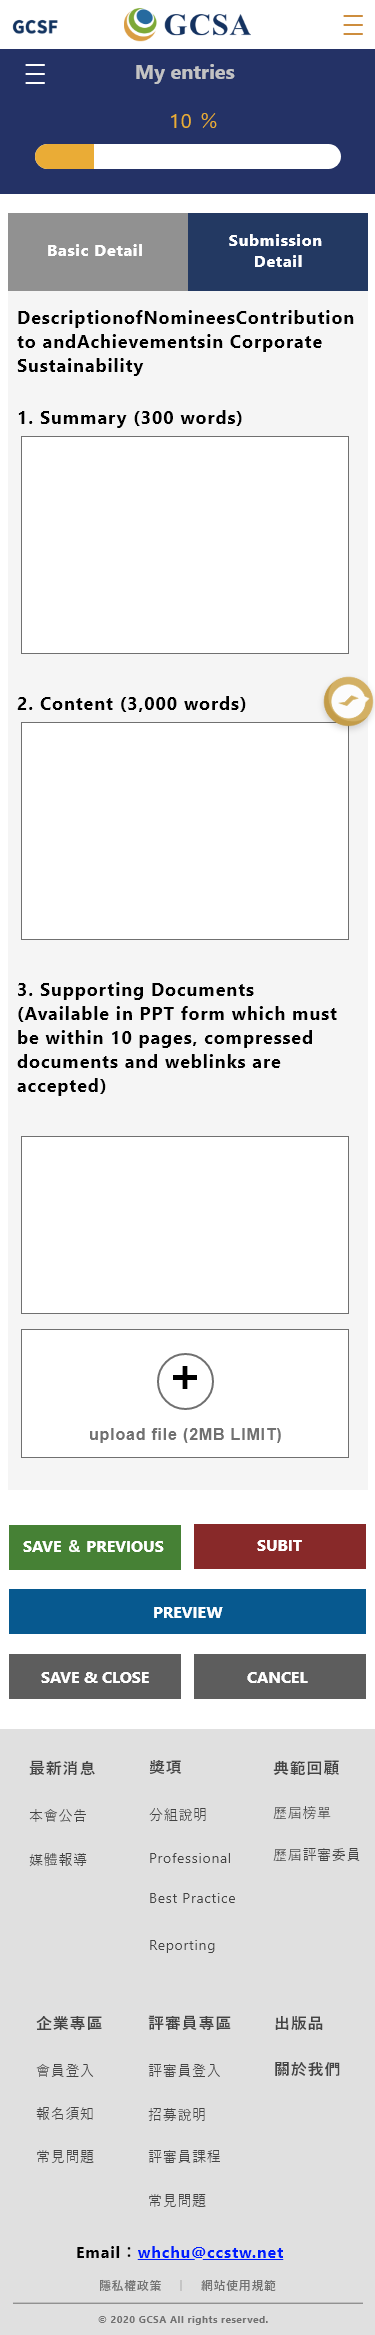 GCSF
GCSA
My entries
10 %
Basic Detail
Submission
Detail
DescriptionofNomineesContribution
to andAchievementsin Corporate
Sustainability
1. Summary (300 words)
2. Content (3,000 words)
3. Supporting Documents
(Available in PPT form which must
be within 10 pages, compressed
documents and weblinks are
accepted)
+
upload file (2MB LIMIT)
SAVE & PREVIOUS
SUBIT
PREVIEW
SAVE & CLOSE
CANCEL
最新消息
本會公告
媒體報導
獎項
分組說明
Professional
Best Practice
Reporting
典範回顧
歷屆榜單
歷屆評審委員
企業專區
會員登入
報名須知
常見問題
評審員專區
評審員登入
招募說明
評審員課程
常見問題
出版品
關於我們
Email：whchu@ccstw.net
隱私權政策 | 網站使用規範
© 2020 GCSA All rights reserved.